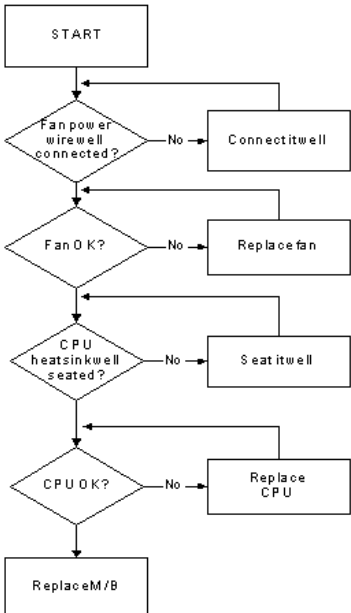 START
Fan power
wire well
connected?
No
Connect it well
Fan OK?
No
Replace fan
CPU
heatsink well
seated?
No
Seat it well
CPU OK?
No
Replace
CPU
Replace M/B